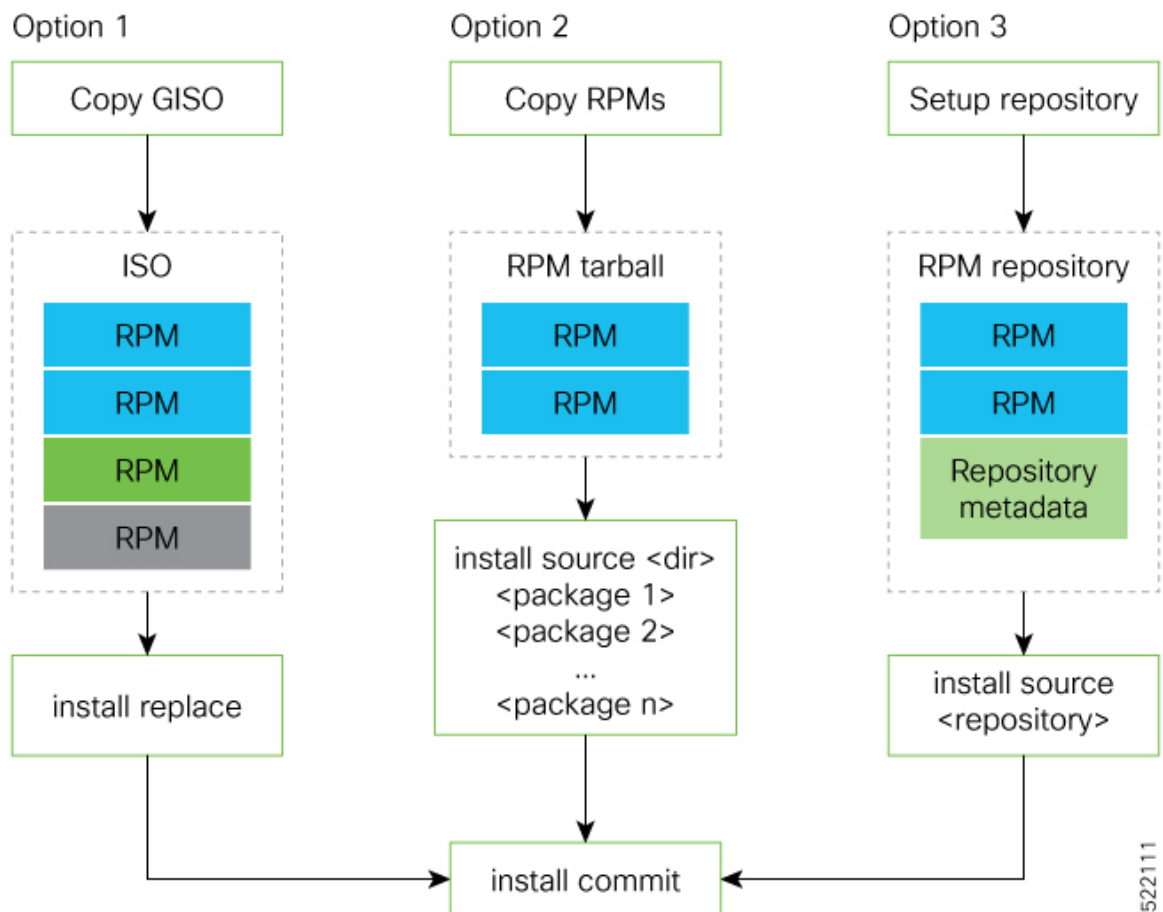 Option 1
Copy GISO
ISO
RPM
RPM
RPM
RPM
install replace
Option 2
Copy RPMs
RPM tarball
RPM
RPM
install source <dir>
<package 1>
<package 2>
...
<package n>
Option 3
Setup repository
RPM repository
RPM
RPM
Repository
metadata
install source
<repository>
install commit
522111